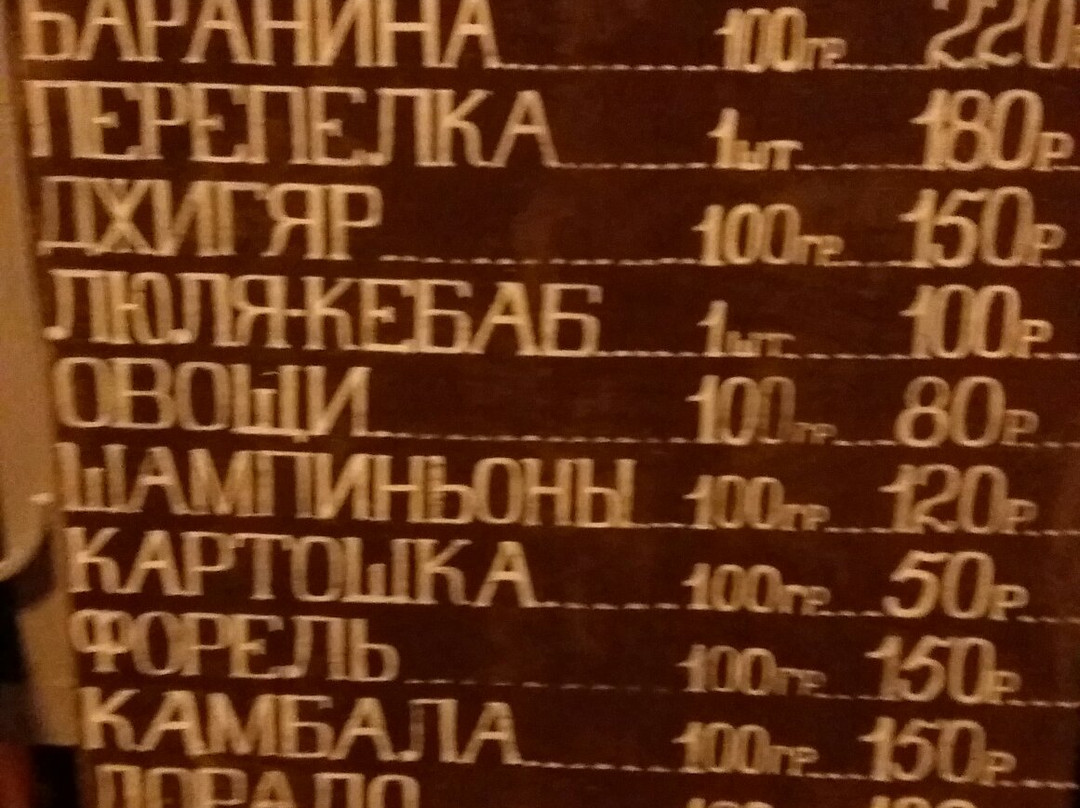 БАРАНИНА 100гр. 220
ПЕРЕПЕЛКА 1шт. 180р.
ДЖИГЯР 100гр. 150р.
ЛЮЛЯ-КЕБАБ 1шт. 100р.
ОВОЩИ 100гр. 80р.
ШАМПИНЬОНЫ 100гр. 120р.
КАРТОШКА 100гр. 50р.
ФОРЕЛЬ 100гр. 150р.
КАМБАЛА 100гр. 150р.
ДОРАДО